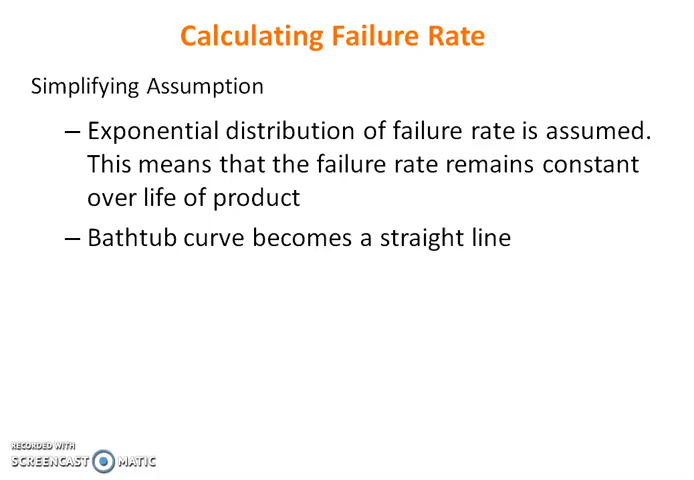 Calculating Failure Rate
Simplifying Assumption
– Exponential distribution of failure rate is assumed.
This means that the failure rate remains constant
over life of product
– Bathtub curve becomes a straight line
RECORDED WITH
SCREENCAST MATIC